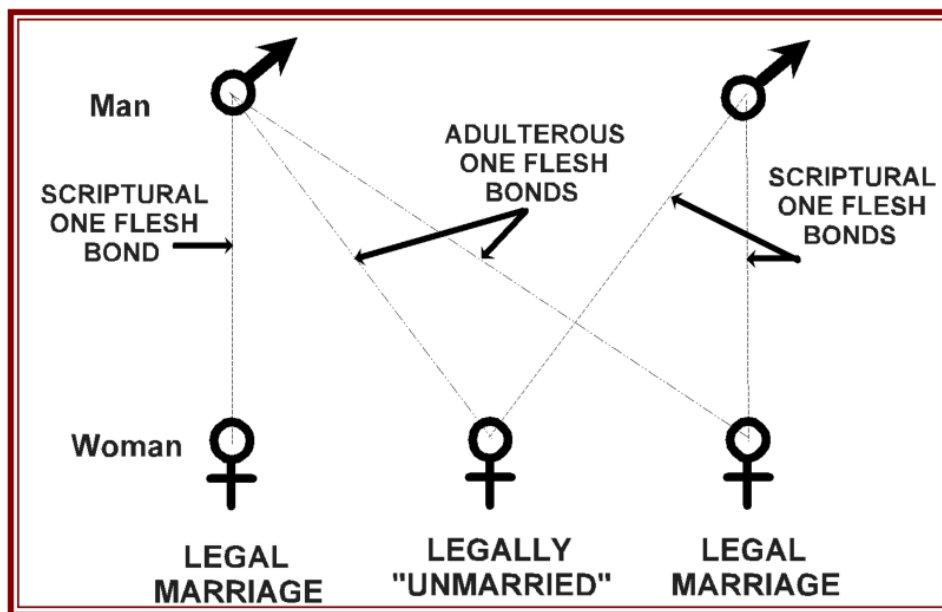 Man
ADULTEROUS
ONE FLESH
BONDS
SCRIPTURAL
ONE FLESH
BOND
SCRIPTURAL
ONE FLESH
BONDS
Woman
LEGAL
MARRIAGE
LEGALLY
"UNMARRIED"
LEGAL
MARRIAGE